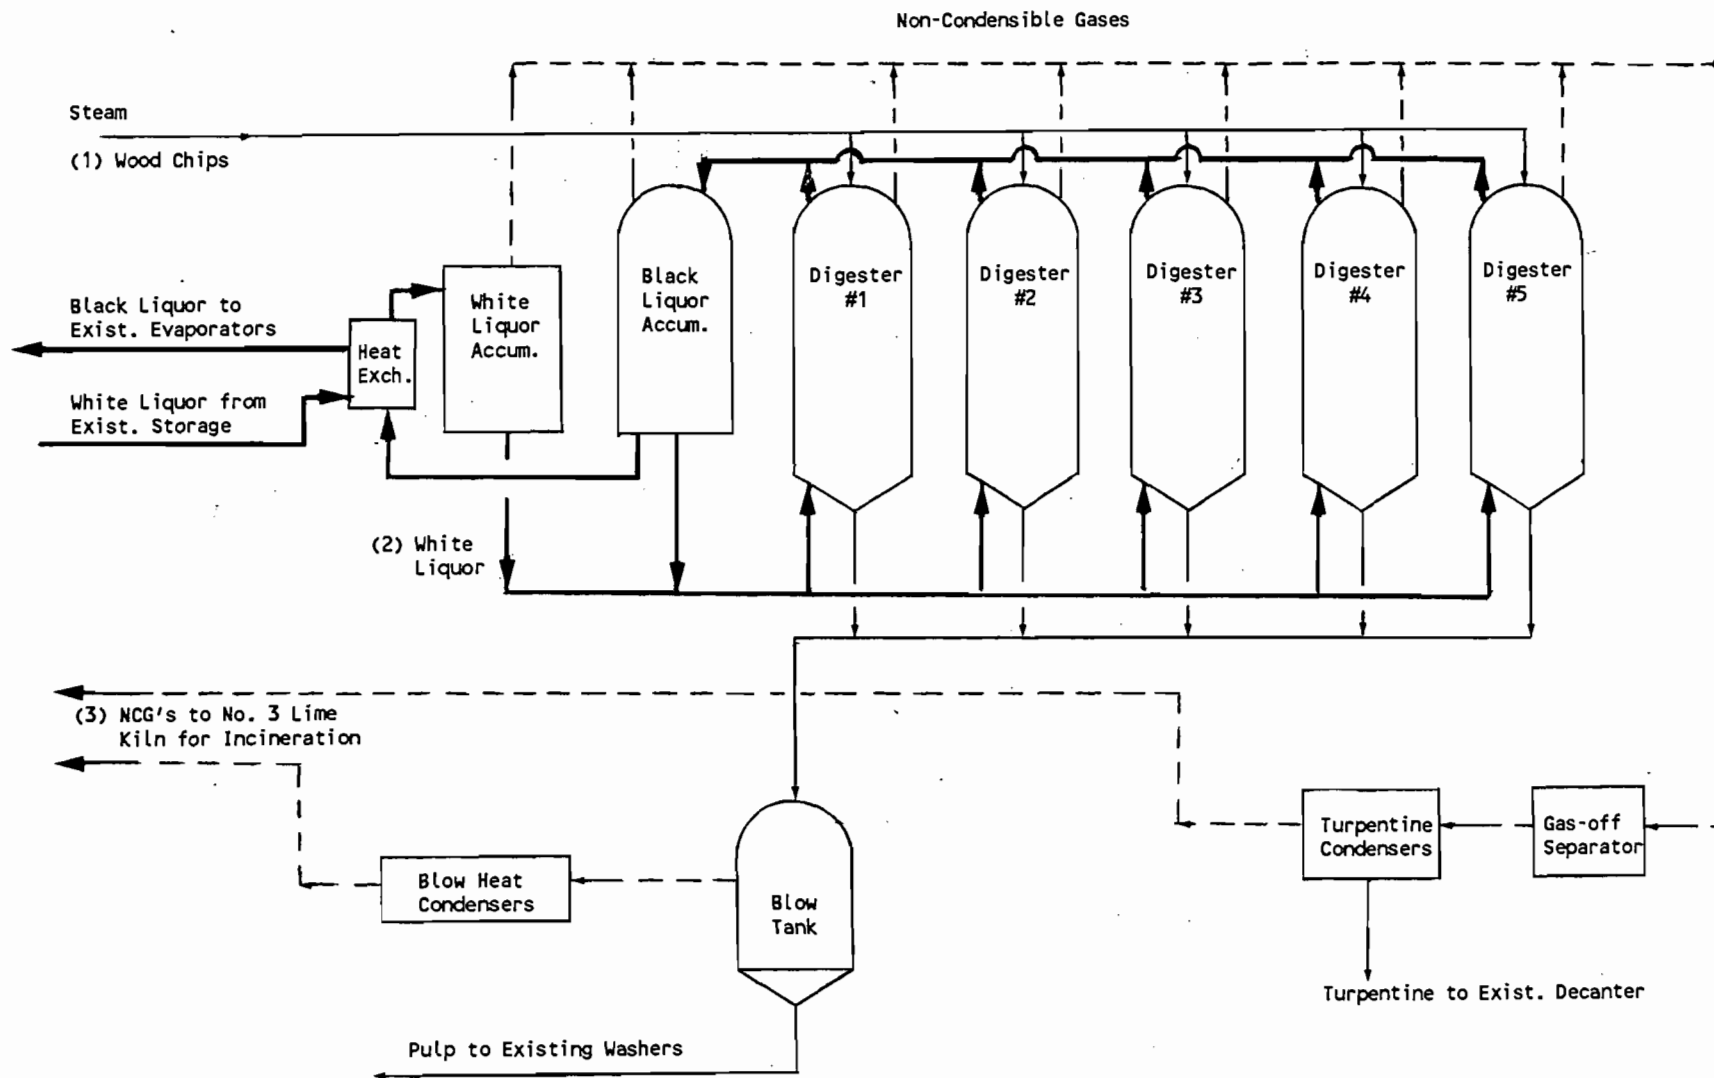 Non-Condensible Gases
Steam
(1) Wood Chips
Black Liquor to
Exist. Evaporators
White Liquor from
Exist. Storage
Heat
Exch.
White
Liquor
Accum.
Black
Liquor
Accum.
Digester
#1
Digester
#2
Digester
#3
Digester
#4
Digester
#5
(2) White
Liquor
(3) NCG's to No. 3 Lime
Kiln for Incineration
Blow Heat
Condensers
Blow
Tank
Turpentine
Condensers
Gas-off
Separator
Turpentine to Exist. Decanter
Pulp to Existing Washers